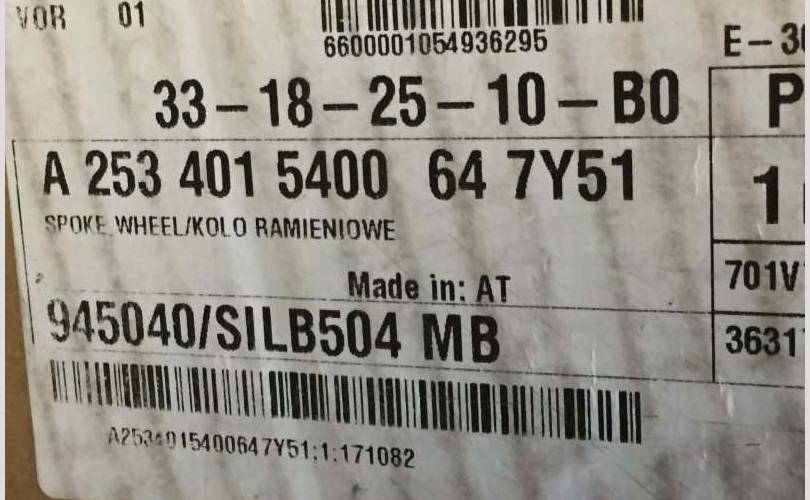 VOR 01
6600001054936295
E-3
33-18-25-10-B0
P
A 253 401 5400 64 7Y51
1
SPOKE WHEEL/KOLO RAMIENIOWE
Made in: AT
701V
945040/SILB504 MB
3631
A2534015400647Y51;1;171082